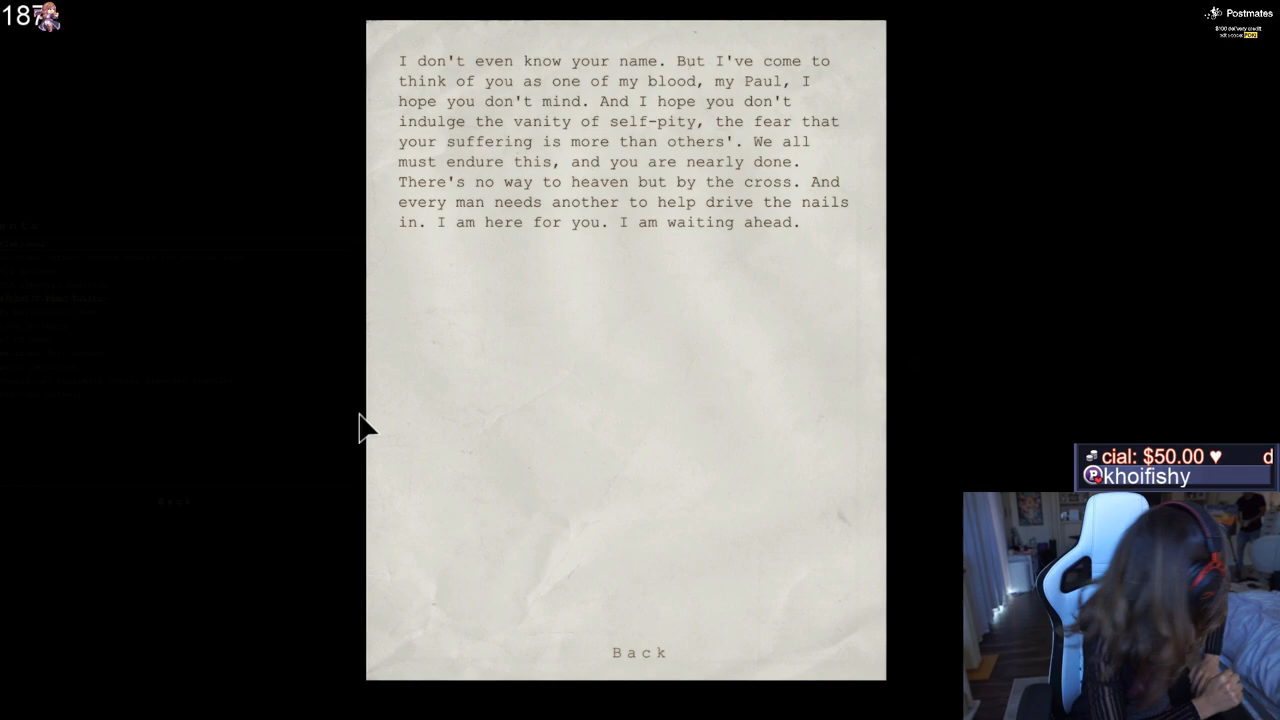 187
Postmates
$100 delivery credit
I don't even know your name. But I've come to
think of you as one of my blood, my Paul, I
hope you don't mind. And I hope you don't
indulge the vanity of self-pity, the fear that
your suffering is more than others'. We all
must endure this, and you are nearly done.
There's no way to heaven but by the cross. And
every man needs another to help drive the nails
in. I am here for you. I am waiting ahead.
Back
Back
cial: $50.00 ♥ d
khoifishy